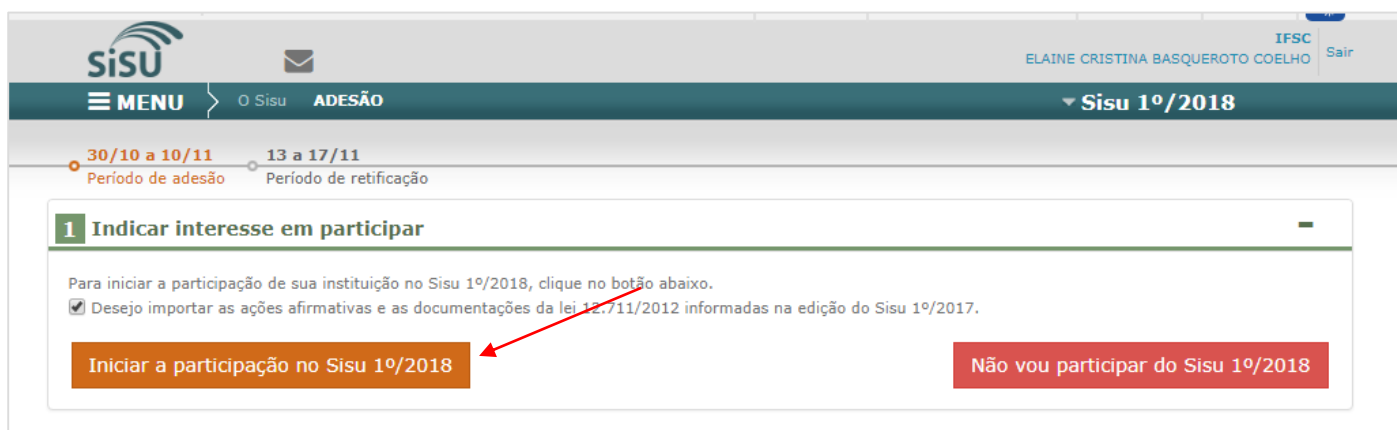 sisu
IFSC
ELAINE CRISTINA BASQUEROTO COELHO
Sair
MENU
O Sisu
ADESÃO
Sisu 1º/2018
30/10 a 10/11
13 a 17/11
Período de adesão
Período de retificação
1 Indicar interesse em participar
Para iniciar a participação de sua instituição no Sisu 1º/2018, clique no botão abaixo.
Desejo importar as ações afirmativas e as documentações da lei 12.711/2012 informadas na edição do Sisu 1º/2017.
Iniciar a participação no Sisu 1º/2018
Não vou participar do Sisu 1º/2018